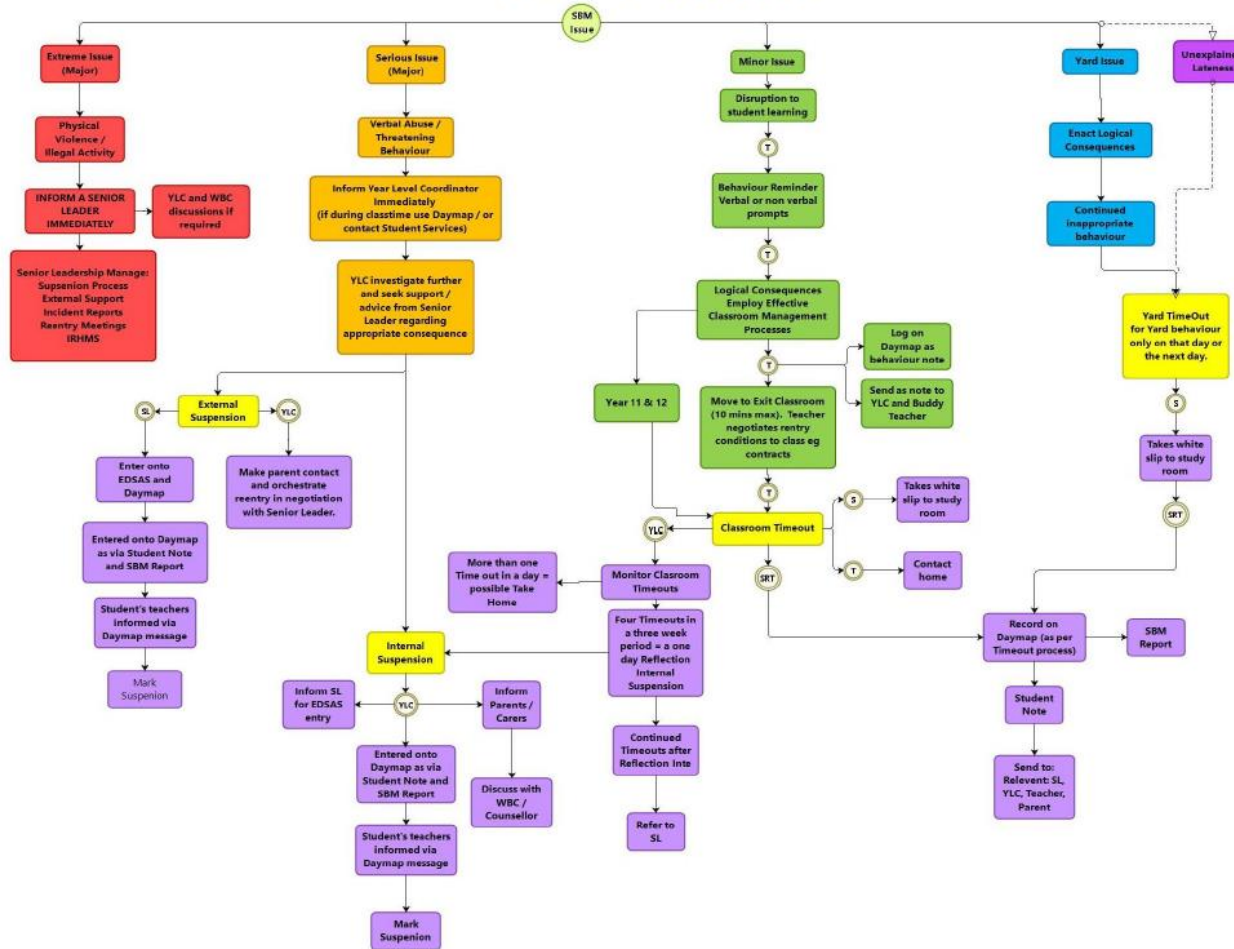 SBM
Issue
Extreme Issue
(Major)
Serious Issue
(Major)
Minor Issue
Yard Issue
Unexplaine
Lateness
Physical
Violence /
Illegal Activity
Verbal Abuse /
Threatening
Behaviour
Disruption to
student learning
Enact Logical
Consequences
T
INFORM A SENIOR
LEADER
IMMEDIATELY
YLC and WBC
discussions if
required
Inform Year Level Coordinator
Immediately
(if during classtime use Daymap / or
contact Student Services)
Behaviour Reminder
Verbal or non verbal
prompts
Continued
inappropriate
behaviour
T
Senior Leadership Manage:
Supsenion Process
External Support
Incident Reports
Reentry Meetings
IRHMS
YLC investigate further
and seek support /
advice from Senior
Leader regarding
appropriate consequence
Logical Consequences
Employ Effective
Classroom Management
Processes
Yard TimeOut
for Yard behaviour
only on that day or
the next day.
Log on
Daymap as
behaviour note
T
Send as note to
YLC and Buddy
Teacher
Year 11 & 12
Move to Exit Classroom
(10 mins max). Teacher
negotiates rentry
conditions to class eg
contracts
S
SL
External
Suspension
YLC
Takes white
slip to study
room
Enter onto
EDSAS and
Daymap
Make parent contact
and orchestrate
reentry in negotiation
with Senior Leader.
T
S
Takes white
slip to study
room
SRT
YLC
Classroom Timeout
Entered onto Daymap
as via Student Note
and SBM Report
More than one
Time out in a day =
possible Take
Home
Monitor Clasroom
Timeouts
SRT
T
Contact
home
Student's teachers
informed via
Daymap message
Internal
Suspension
Four Timeouts in
a three week
period = a one
day Reflection
Internal
Suspension
Record on
Daymap (as per
Timeout process)
SBM
Report
Mark
Suspenion
Inform SL
for EDSAS
entry
YLC
Inform
Parents /
Carers
Student
Note
Entered onto
Daymap as via
Student Note and
SBM Report
Discuss with
WBC /
Counsellor
Continued
Timeouts after
Reflection Inte
Send to:
Relevent: SL,
YLC, Teacher,
Parent
Student's teachers
informed via
Daymap message
Refer to
SL
Mark
Suspenion